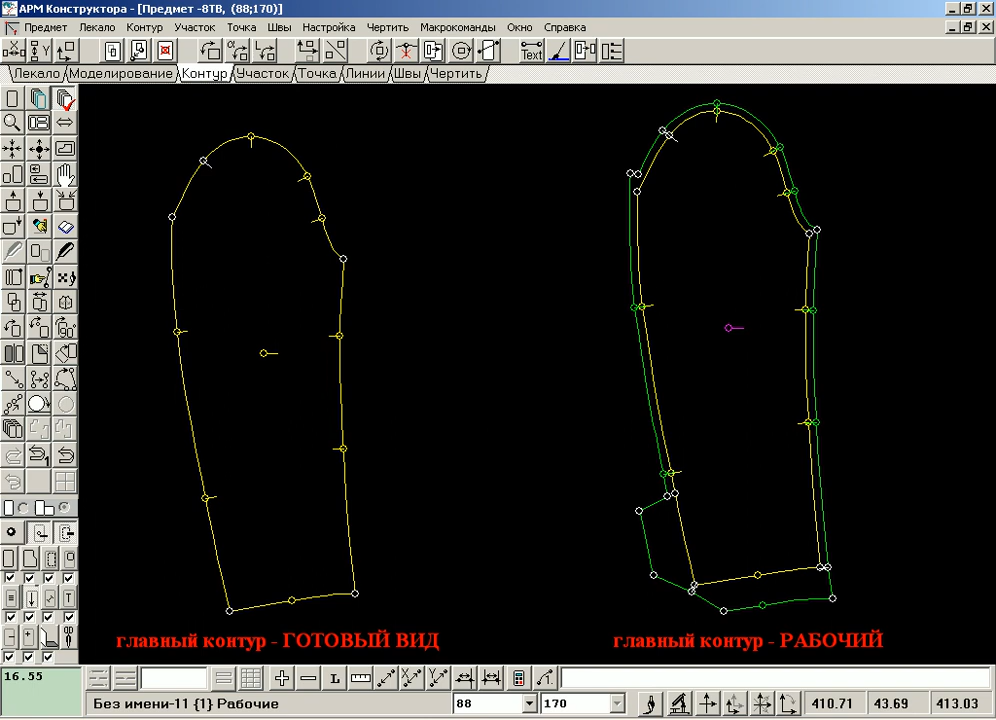 АРМ Конструктора - [Предмет -8ТВ, (88;170)]
Предмет Лекало Контур Участок Точка Швы Настройка Чертить Макрокоманды Окно Справка
Text
Лекало Моделирование Контур Участок Точка Линии Швы Чертить
главный контур - ГОТОВЫЙ ВИД
главный контур - РАБОЧИЙ
16.55
Без имени-11 {1} Рабочие
88
170
410.71
43.69
413.03